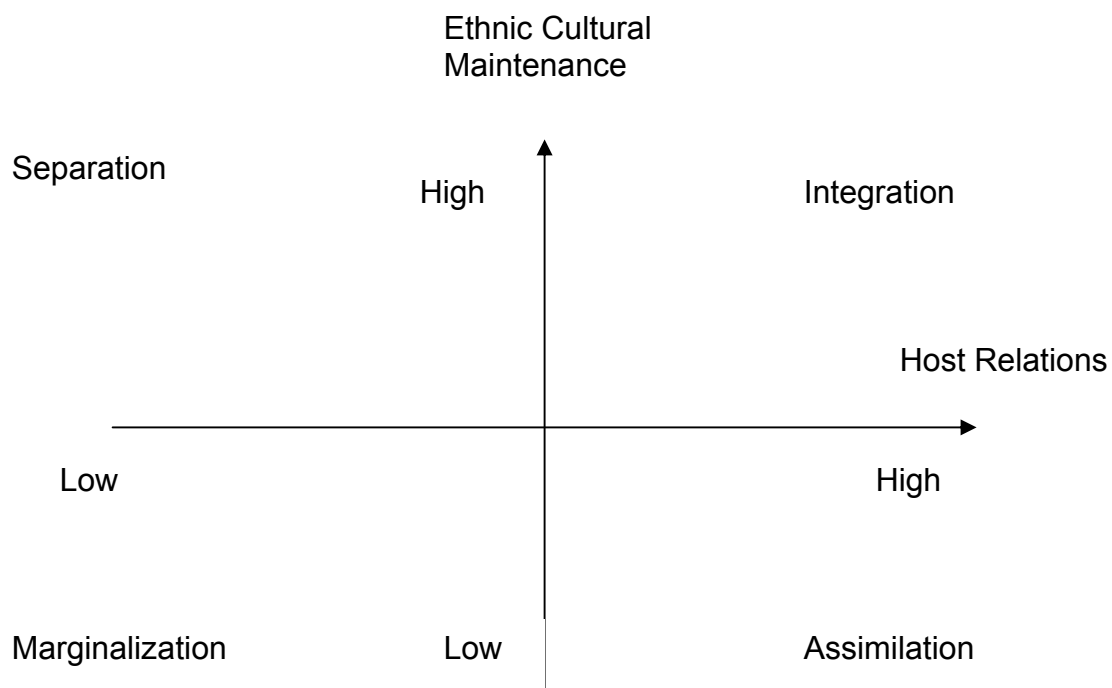 Ethnic Cultural
Maintenance
Separation
High
Integration
Host Relations
Low
High
Marginalization
Low
Assimilation